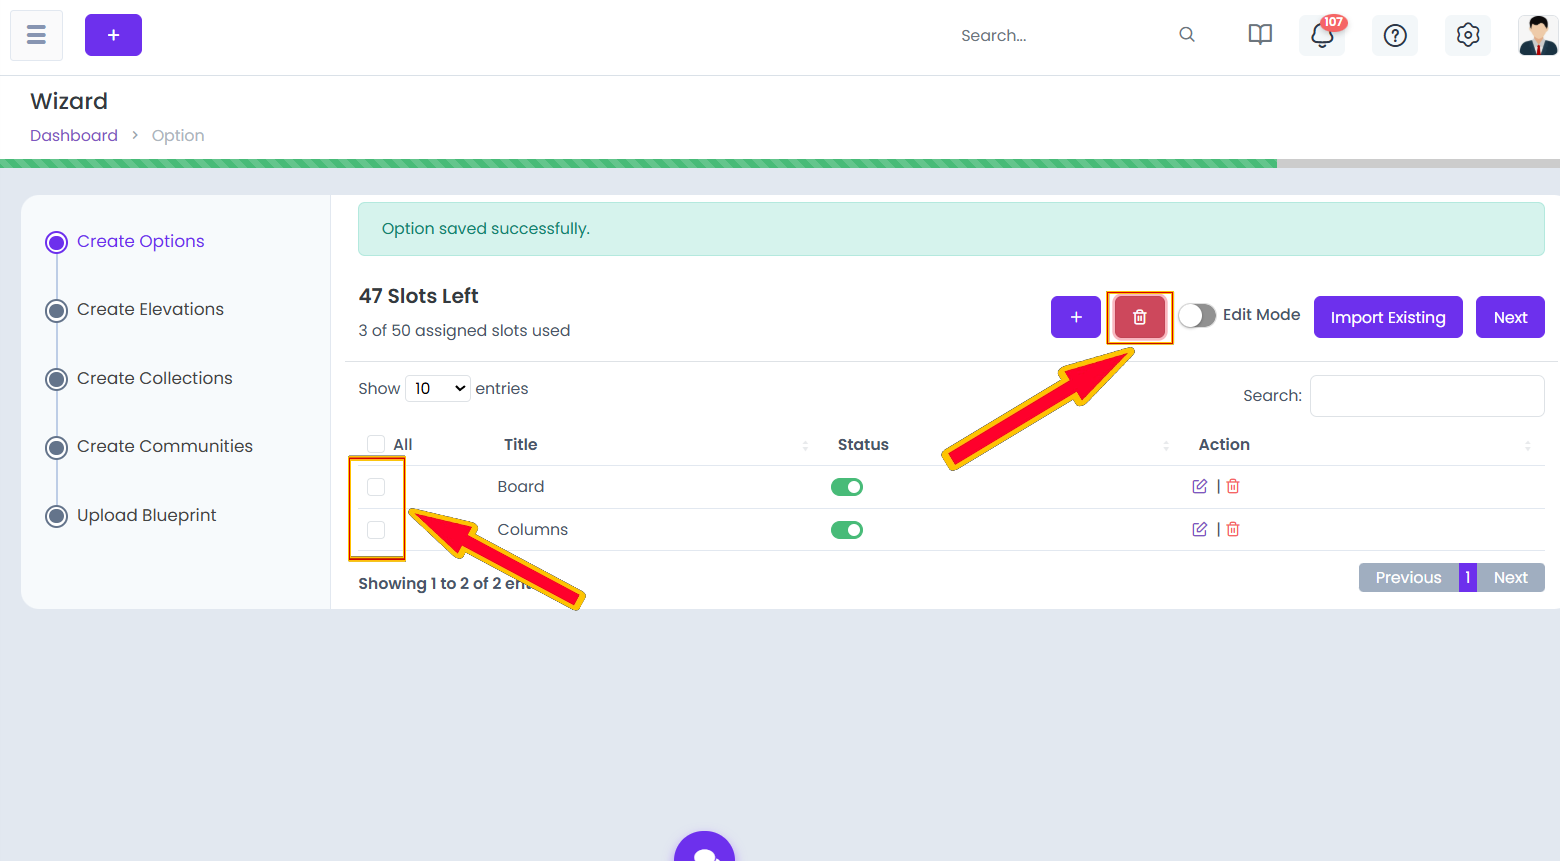 +
Search...
107
Wizard
Dashboard > Option
Create Options
Create Elevations
Create Collections
Create Communities
Upload Blueprint
Option saved successfully.
47 Slots Left
3 of 50 assigned slots used
+
Edit Mode
Import Existing
Next
Show 10 entries
Search:
All Title Status Action
Board |
Columns |
Showing 1 to 2 of 2
Previous 1 Next